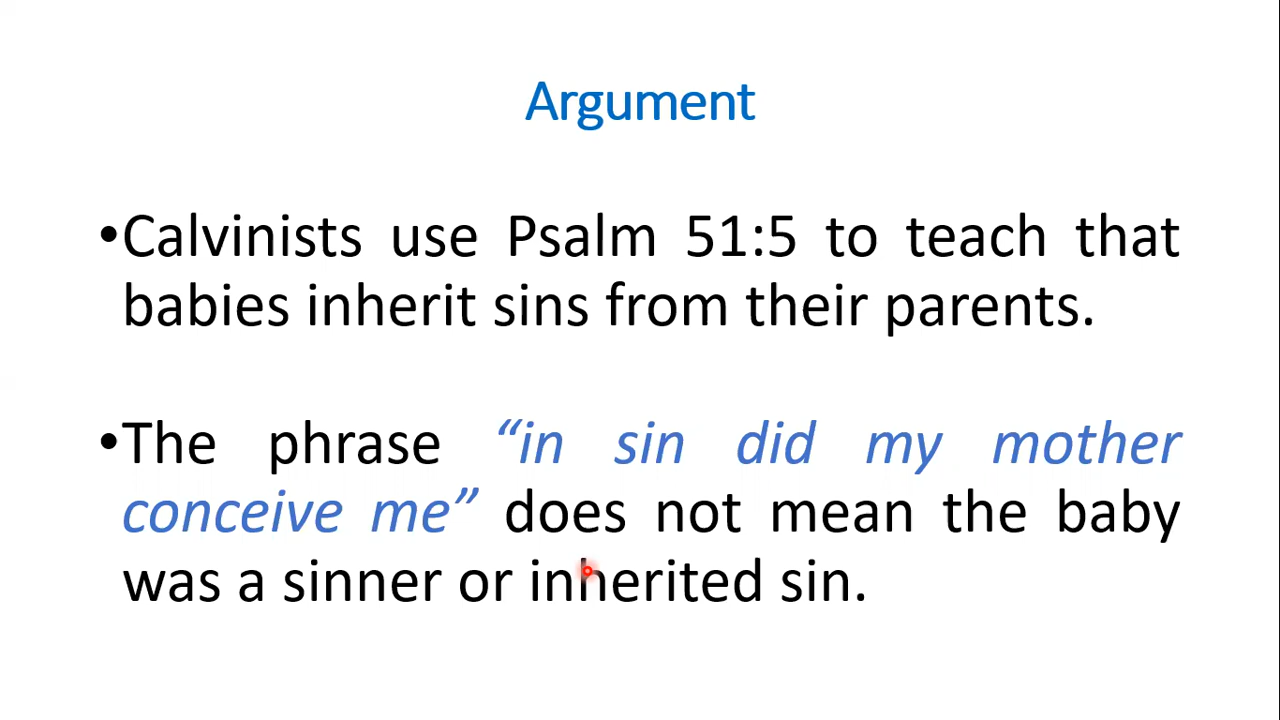 Argument
•Calvinists use Psalm 51:5 to teach that
babies inherit sins from their parents.
•The phrase “in sin did my mother
conceive me” does not mean the baby
was a sinner or inherited sin.